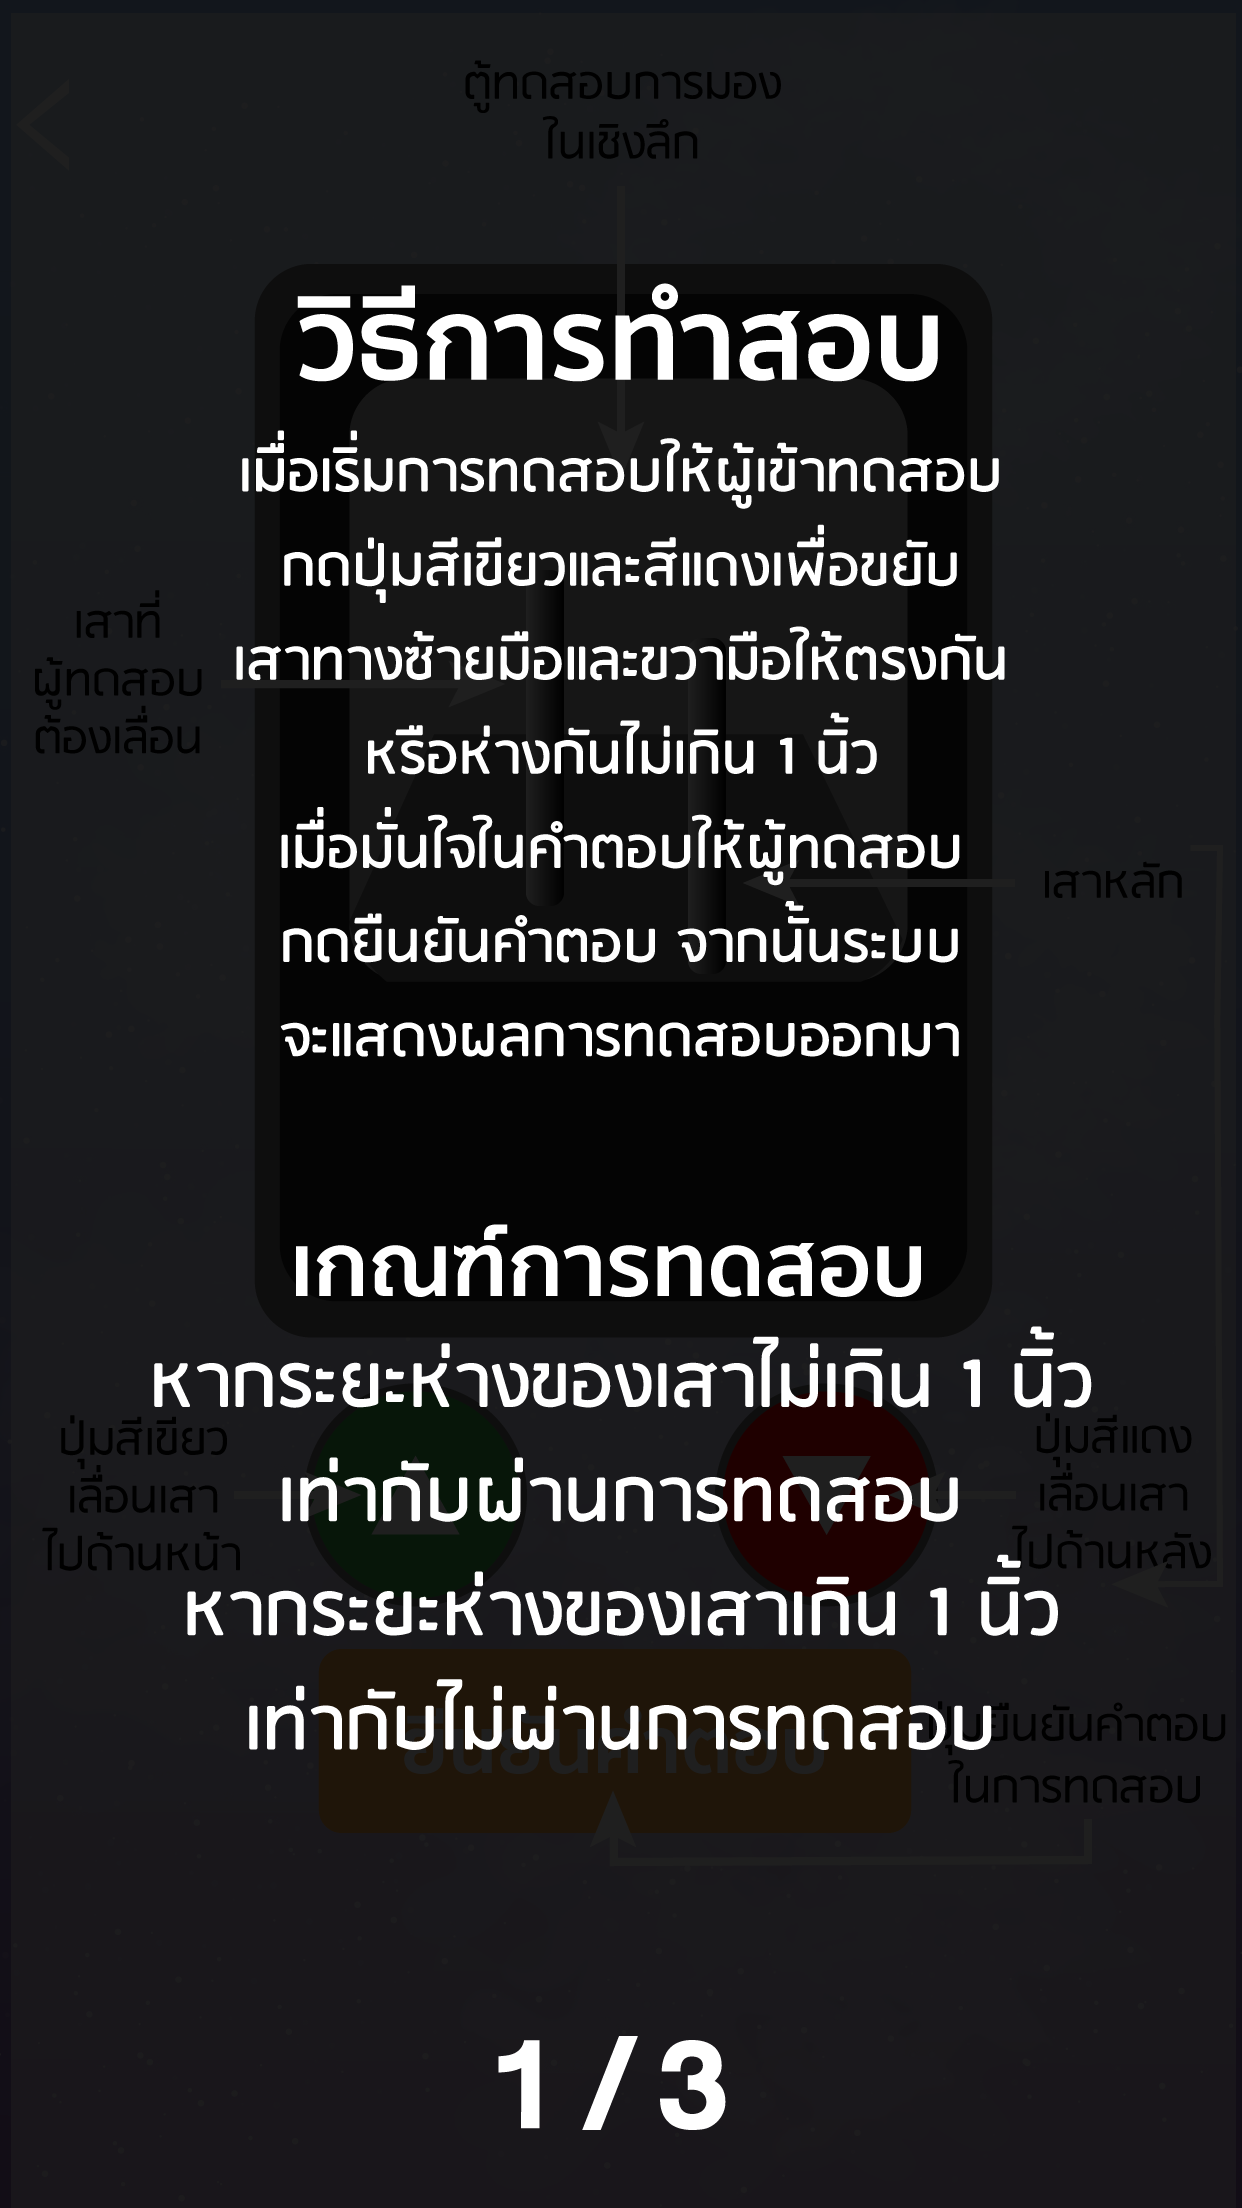 ตู้ทดสอบการมอง
ในเชิงลึก
วิธีการทำสอบ
เมื่อเริ่มการทดสอบให้ผู้เข้าทดสอบ
กดปุ่มสีเขียวและสีแดงเพื่อขยับ
เสาทางซ้ายมือและขวามือให้ตรงกัน
หรือห่างกันไม่เกิน 1 นิ้ว
เมื่อมั่นใจในคำตอบให้ผู้ทดสอบ
กดยืนยันคำตอบ จากนั้นระบบ
จะแสดงผลการทดสอบออกมา
เสาที่
ผู้ทดสอบ
ต้องเลื่อน
เสาหลัก
เกณฑ์การทดสอบ
หากระยะห่างของเสาไม่เกิน 1 นิ้ว
เท่ากับผ่านการทดสอบ
หากระยะห่างของเสาเกิน 1 นิ้ว
เท่ากับไม่ผ่านการทดสอบ
ปุ่มสีเขียว
เลื่อนเสา
ไปด้านหน้า
ปุ่มสีแดง
เลื่อนเสา
ไปด้านหลัง
ยืนยันคำตอบ
ปุ่มยืนยันคำตอบ
ในการทดสอบ
1 / 3